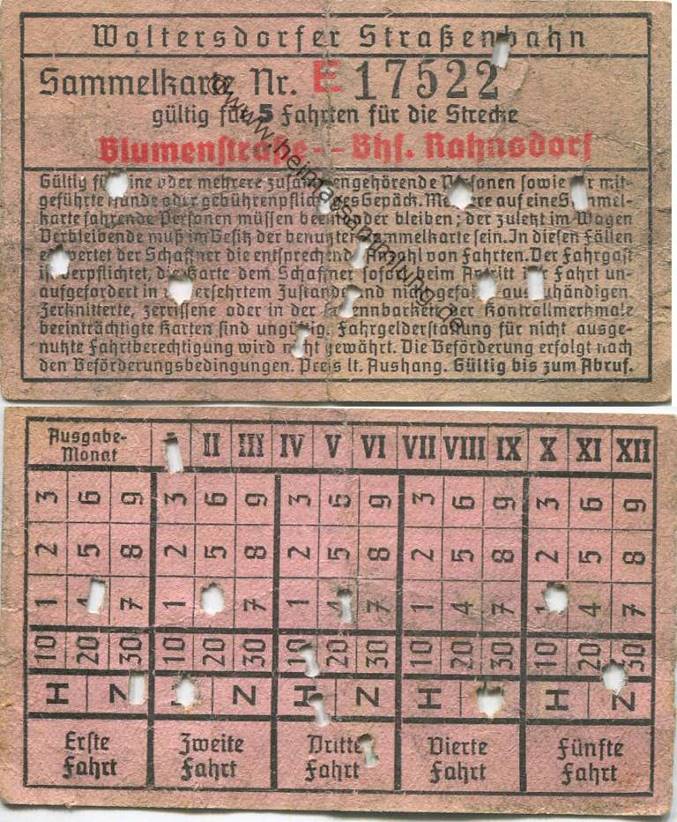 Woltersdorfer Straßenbahn
Sammelkarte Nr. E 17522
gültig für 5 Fahrten für die Strecke
Blumenstraße -- Bhf. Rahnsdorf
Gültig für eine oder mehrere zusammengehörende Personen sowie für mit-
geführte Hunde oder gebührenpflichtiges Gepäck. Mehrere auf eine Sammel-
karte fahrende Personen müssen beieinander bleiben; der zuletzt im Wagen
Verbleibende muß im Besitz der benutzten Sammelkarte sein. In diesen Fällen
entwertet der Schaffner die entsprechende Anzahl von Fahrten. Der Fahrgast
ist verpflichtet, die Karte dem Schaffner sofort beim Antritt der Fahrt un-
aufgefordert in unversehrtem Zustande und nicht gefaltet auszuhändigen.
Zerknitterte, zerrissene oder in der Erkennbarkeit der Kontrollmerkmale
beeinträchtigte Karten sind ungültig. Fahrgelderstattung für nicht ausge-
nutzte Fahrtberechtigung wird nicht gewährt. Die Beförderung erfolgt nach
den Beförderungsbedingungen. Preis lt. Aushang. Gültig bis zum Abruf.
www.heimatsammlung.de
Ausgabe-
Monat II III IV V VI VII VIII IX X XI XII
3 6 9 3 6 9 3 6 9 3 6 9 3 6 9
2 5 8 2 5 8 2 5 8 2 5 8 2 5 8
1 4 7 1 7 1 4 7 1 4 7 1 4 7
10 20 30 10 20 30 10 20 30 10 20 30 10 20 30
H Z Z H Z H H Z
Erste Zweite Dritte Vierte Fünfte
Fahrt Fahrt Fahrt Fahrt Fahrt